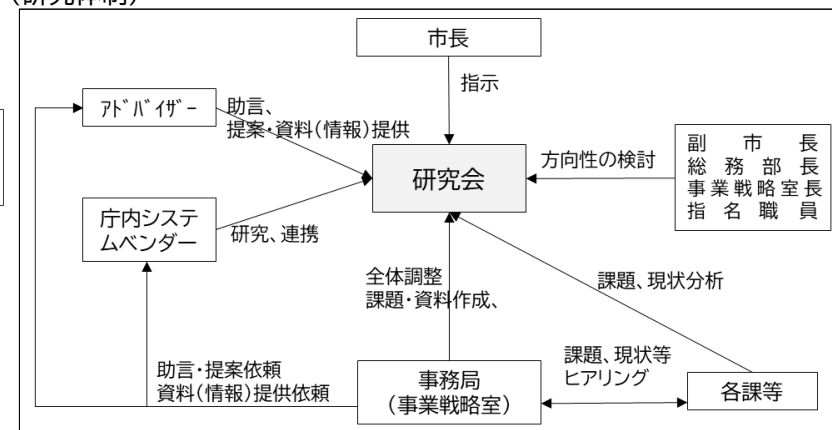 （研究体制）
市長
指示
ｱﾄﾞﾊﾞｲｻﾞｰ
助言、
提案・資料（情報）提供
研究会
方向性の検討
副市長
総務部長
事業戦略室長
指名職員
庁内システ
ムベンダー
研究、連携
全体調整
課題・資料作成、
課題、現状分析
助言・提案依頼
資料（情報）提供依頼
事務局
（事業戦略室）
課題、現状等
ヒアリング
各課等